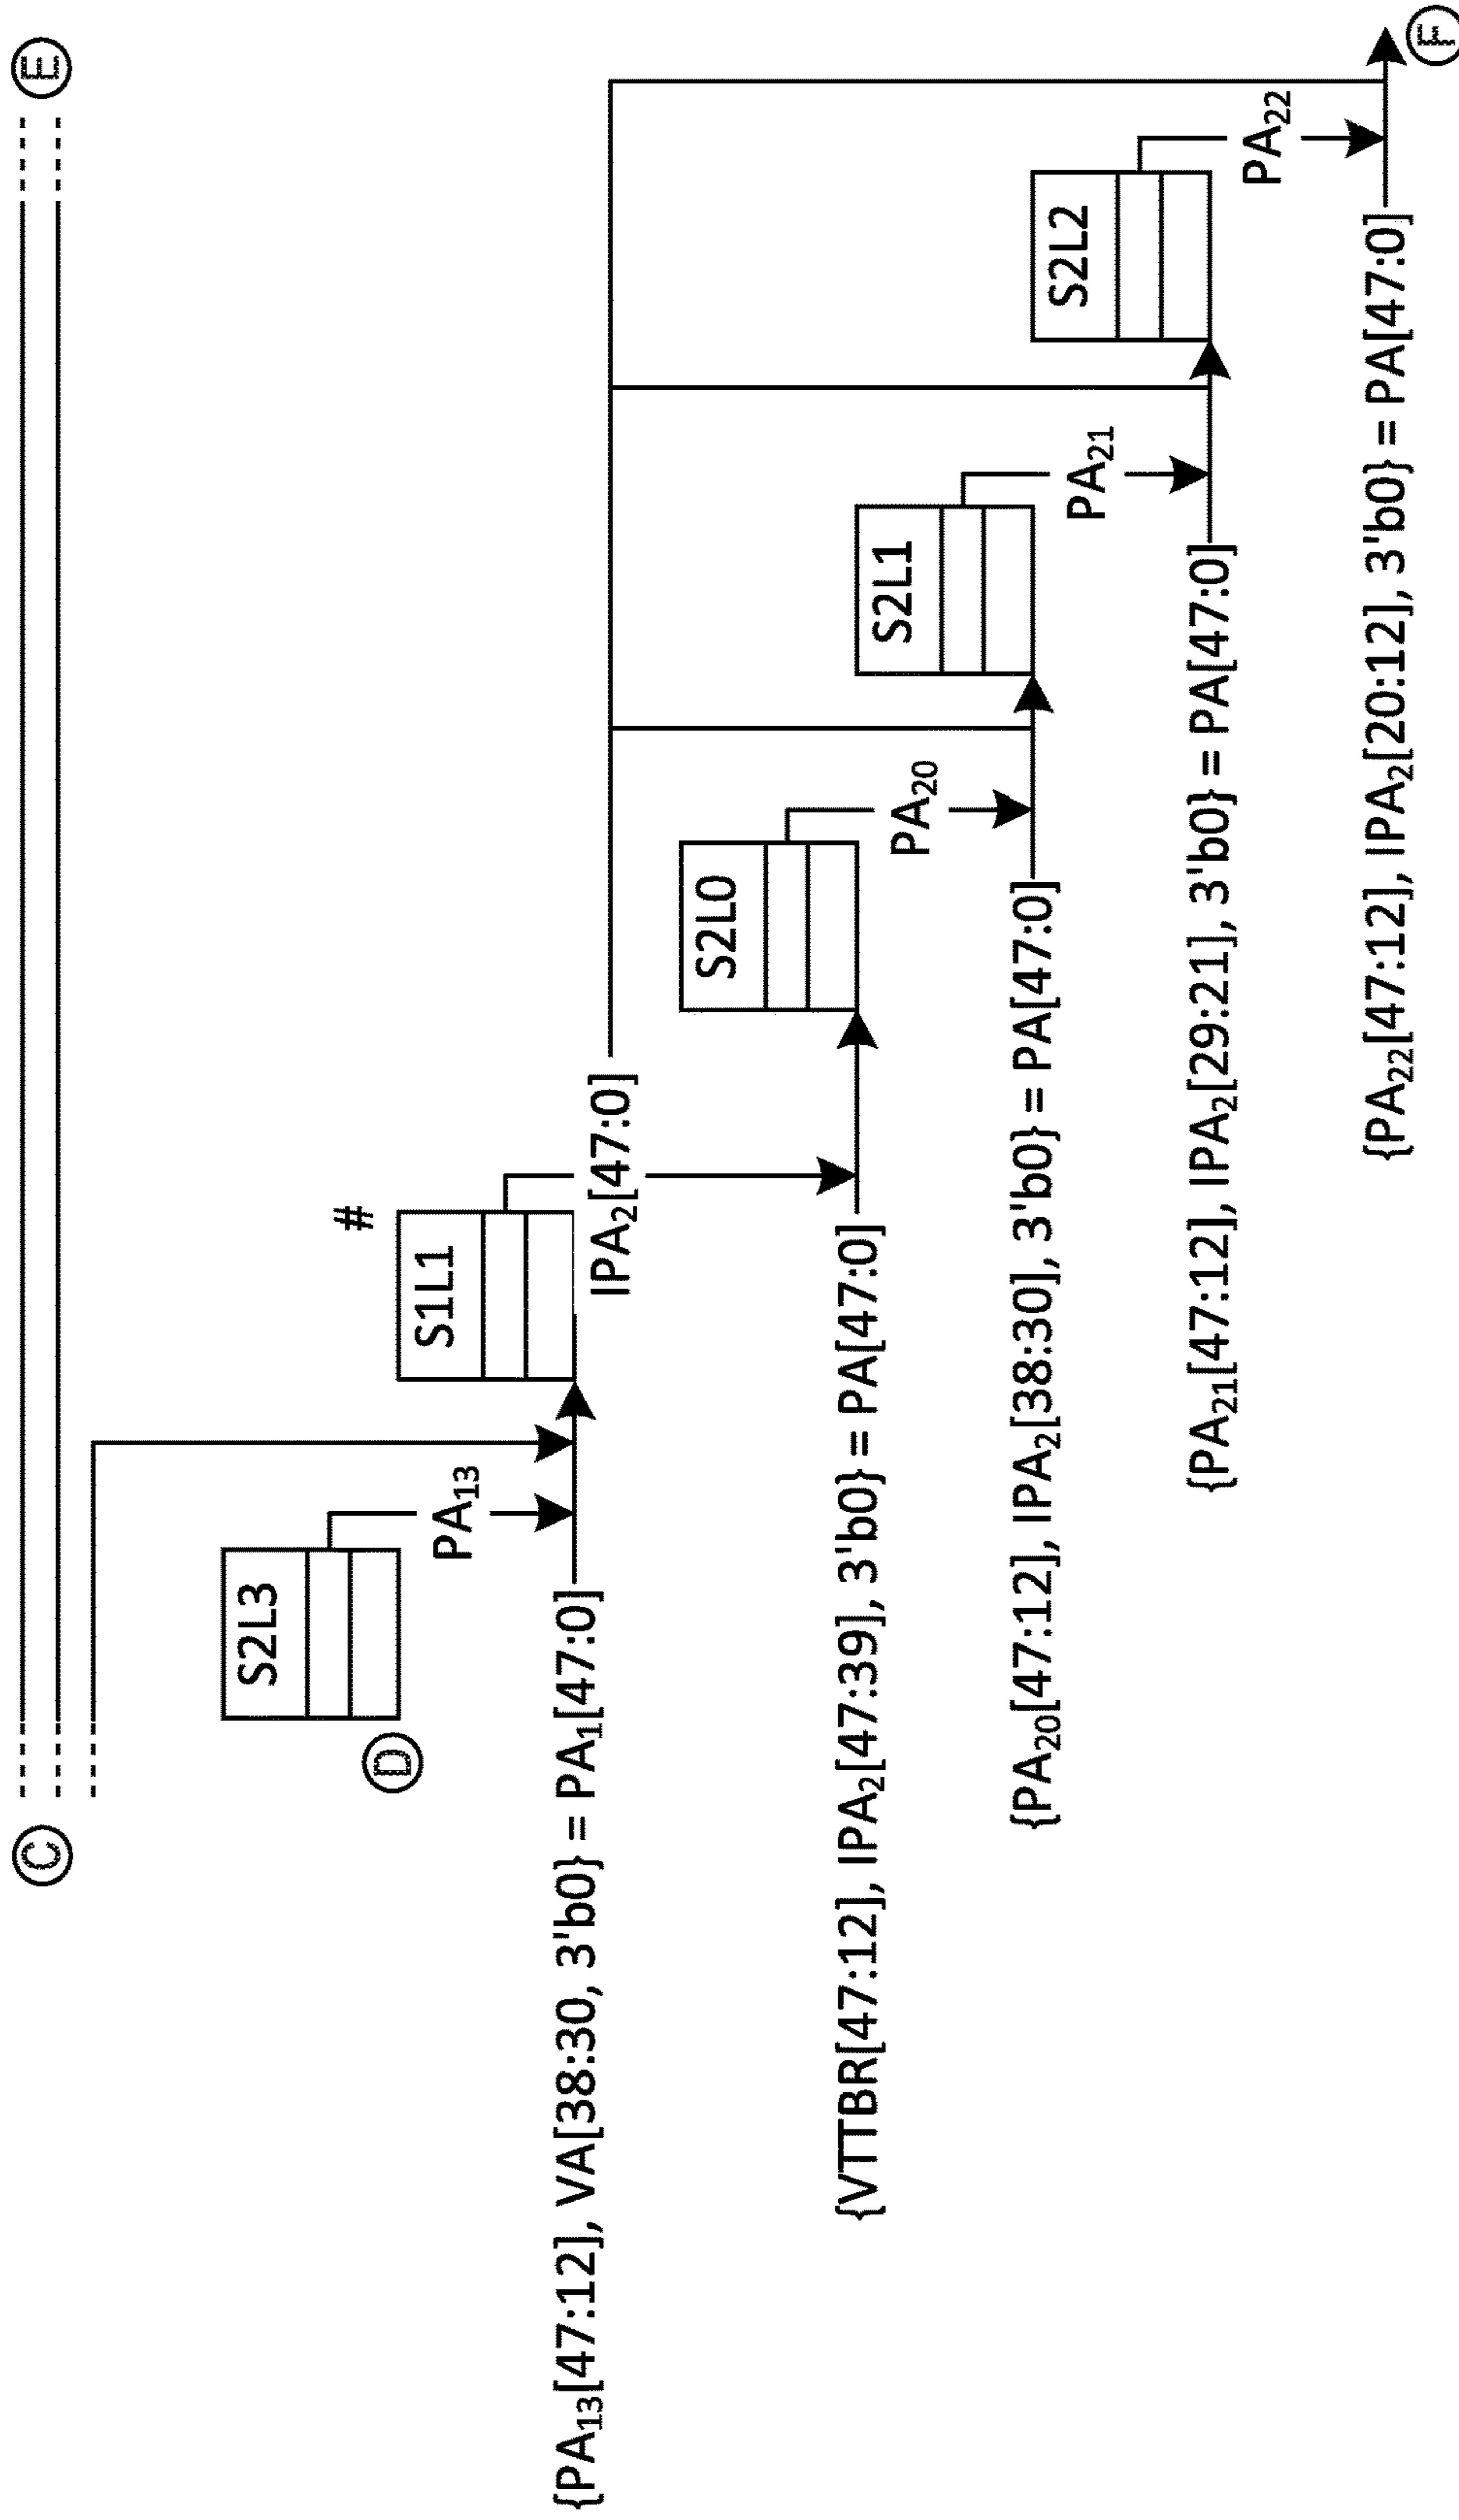 C
E
D
S2L3
PA13
{PA13[47:12], VA[38:30, 3'b0} = PA1[47:0]
#
S1L1
IPA2[47:0]
{VTTBR[47:12], IPA2[47:39], 3'b0} = PA[47:0]
S2L0
PA20
{PA20[47:12], IPA2[38:30], 3'b0} = PA[47:0]
S2L1
PA21
{PA21[47:12], IPA2[29:21], 3'b0} = PA[47:0]
S2L2
PA22
{PA22[47:12], IPA2[20:12], 3'b0} = PA[47:0]
F